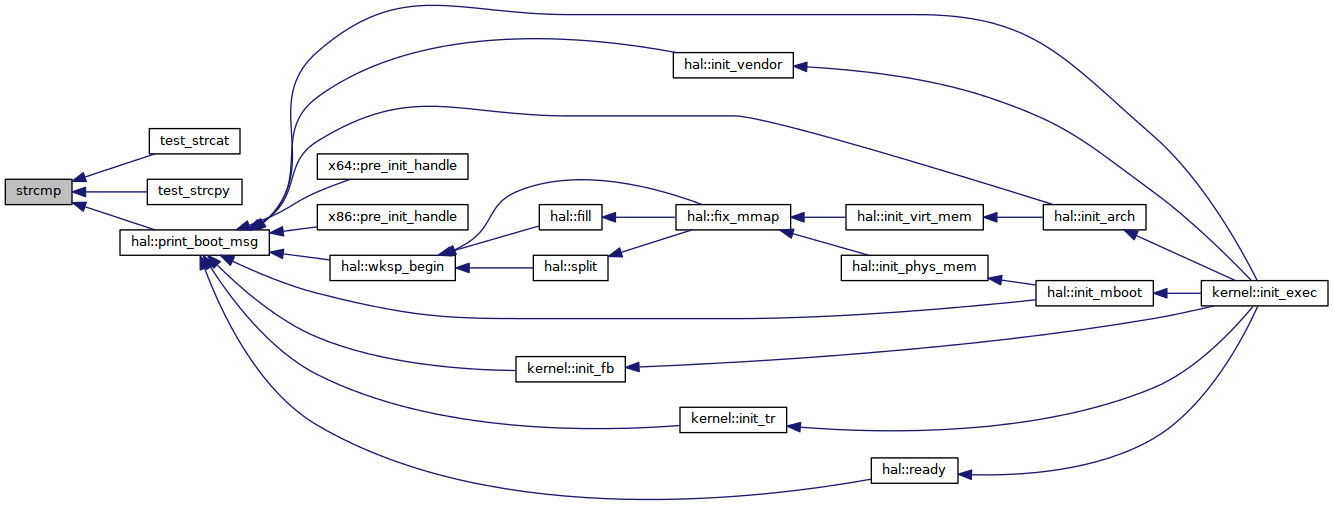 strcmp
test_strcat
test_strcpy
hal::print_boot_msg
x64::pre_init_handle
x86::pre_init_handle
hal::wksp_begin
hal::fill
hal::split
hal::init_vendor
hal::fix_mmap
hal::init_virt_mem
hal::init_phys_mem
hal::init_arch
hal::init_mboot
kernel::init_exec
kernel::init_fb
kernel::init_tr
hal::ready